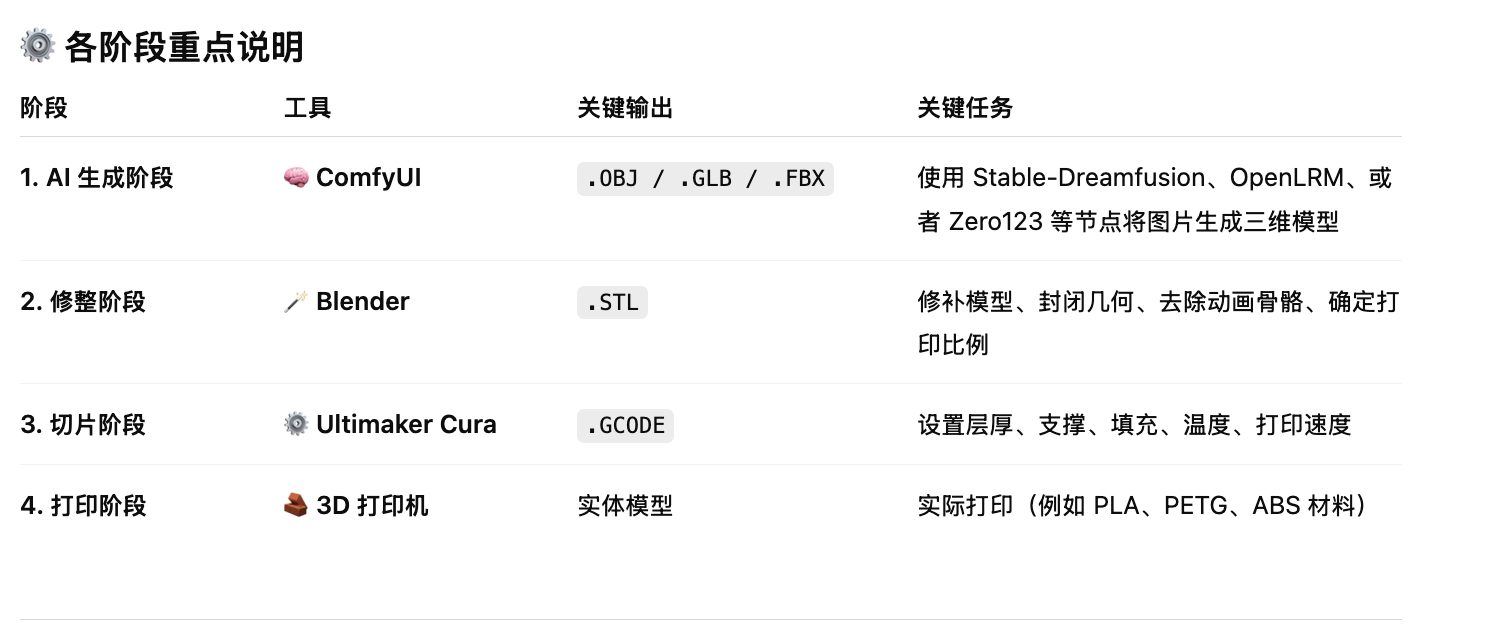 ⚙️ 各阶段重点说明
阶段 工具 关键输出 关键任务
1. AI 生成阶段 🧠 ComfyUI .OBJ / .GLB / .FBX 使用 Stable-Dreamfusion、OpenLRM、或
者 Zero123 等节点将图片生成三维模型
2. 修整阶段 🪄 Blender .STL 修补模型、封闭几何、去除动画骨骼、确定打
印比例
3. 切片阶段 ⚙️ Ultimaker Cura .GCODE 设置层厚、支撑、填充、温度、打印速度
4. 打印阶段 🧱 3D 打印机 实体模型 实际打印（例如 PLA、PETG、ABS 材料）